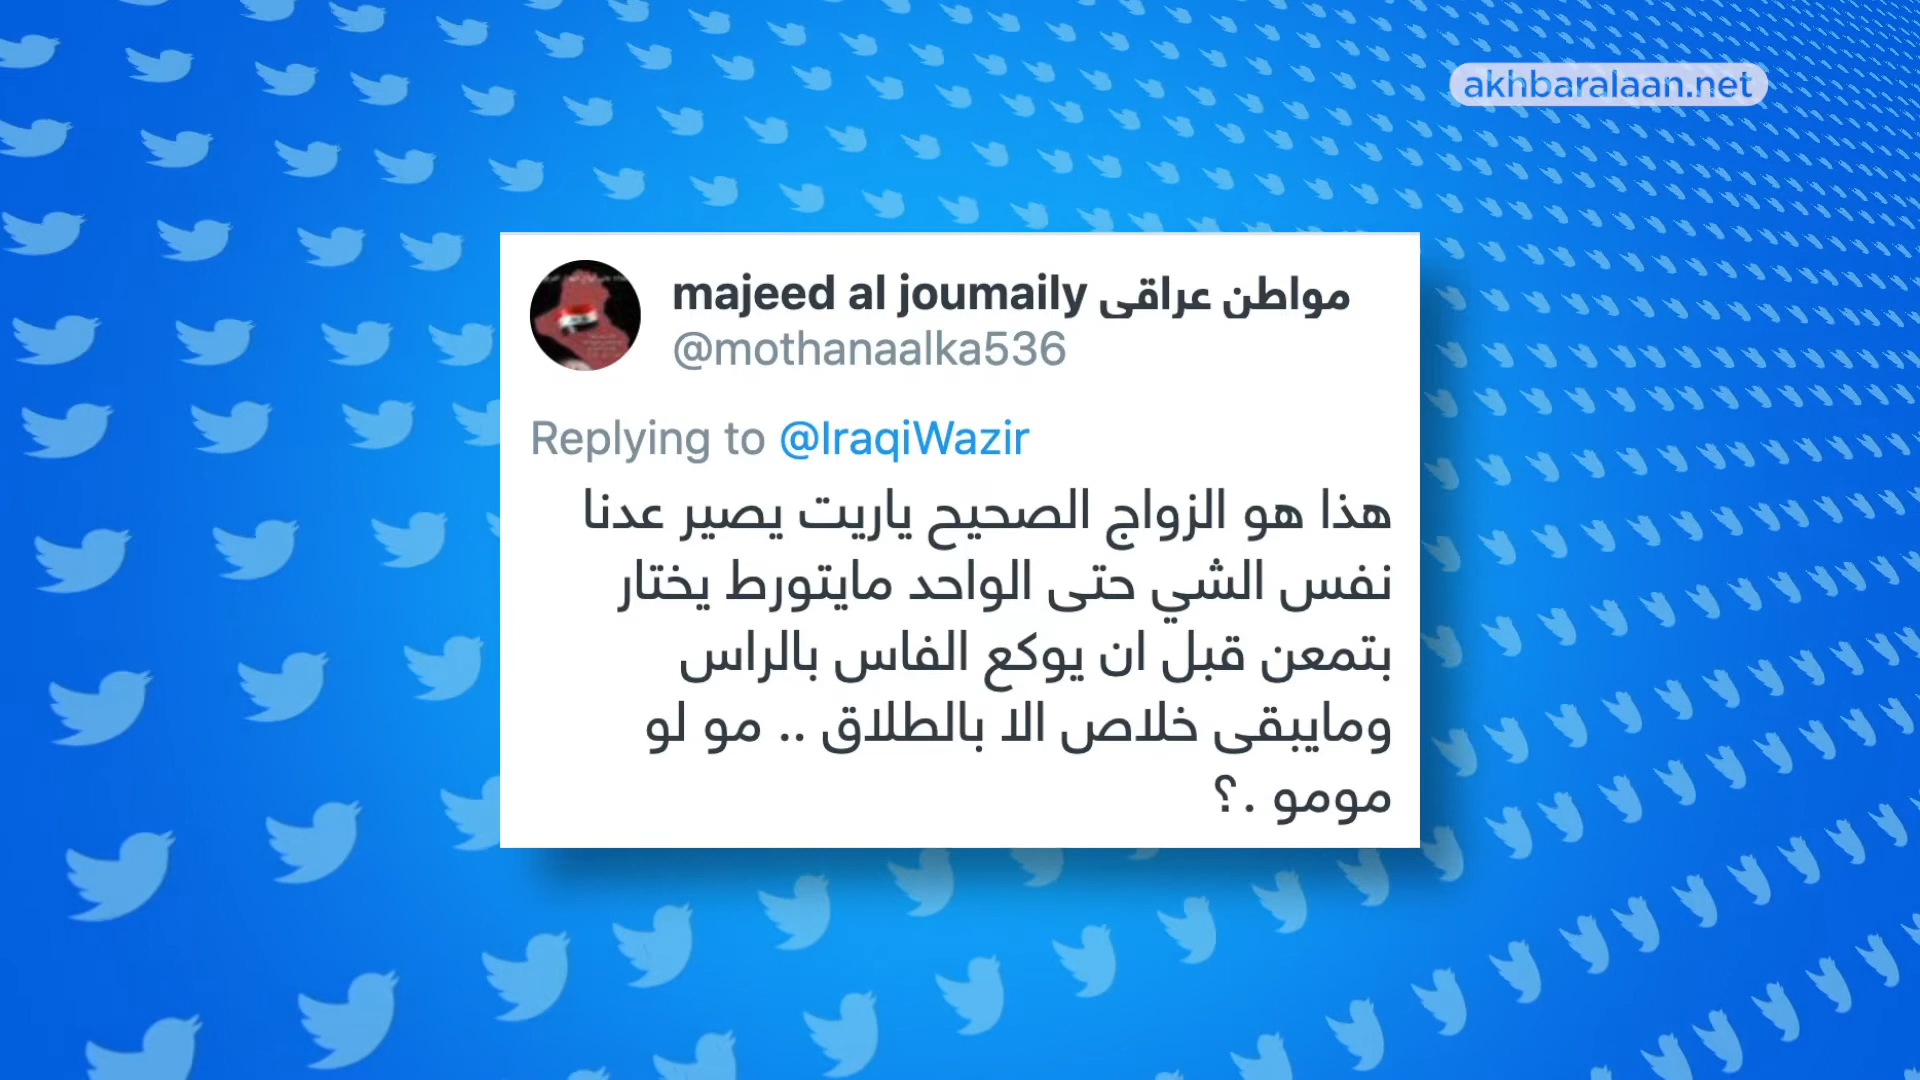 akhbaralaan.net
majeed al joumaily مواطن عراقى
@mothanaalka536
Replying to @IraqiWazir
هذا هو الزواج الصحيح ياريت يصير عدنا
نفس الشي حتى الواحد مايتورط يختار
بتمعن قبل ان يوكع الفاس بالراس
ومايبقى خلاص الا بالطلاق .. مو لو
مومو .؟